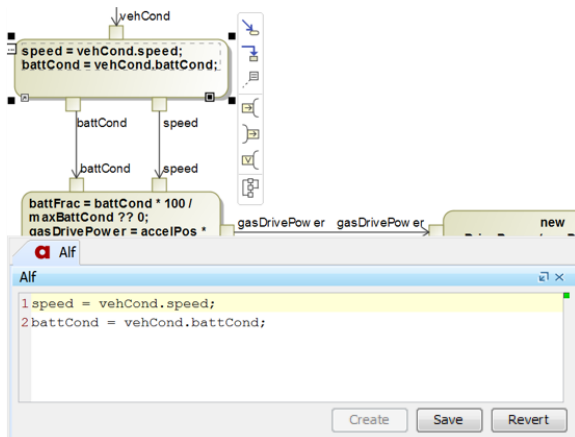 vehCond
speed = vehCond.speed;
battCond = vehCond.battCond;
battCond speed
battCond speed
battFrac = battCond * 100 /
maxBattCond ?? 0;
gasDrivePower = accelPos *
gasDrivePower gasDrivePower
new
Alf
Alf
1 speed = vehCond.speed;
2 battCond = vehCond.battCond;
Create Save Revert